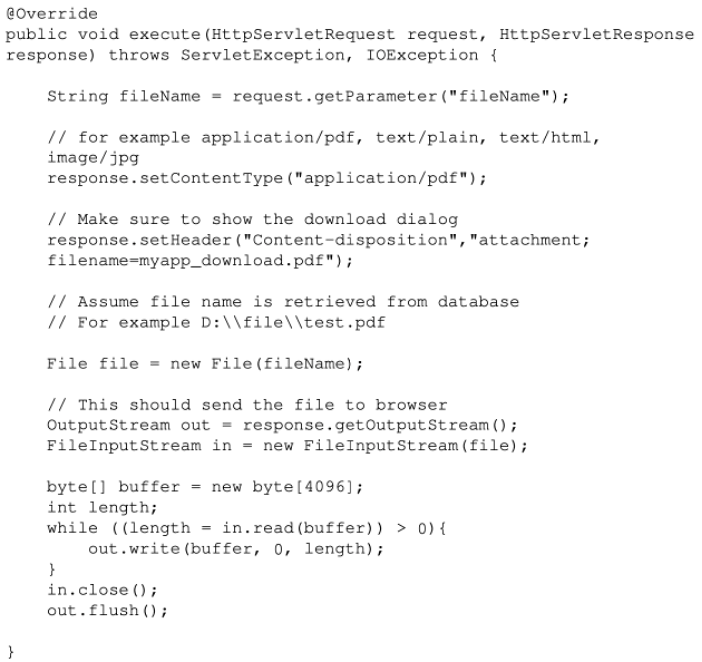 @Override
public void execute(HttpServletRequest request, HttpServletResponse
response) throws ServletException, IOException {
String fileName = request.getParameter("fileName");
// for example application/pdf, text/plain, text/html,
image/jpg
response.setContentType("application/pdf");
// Make sure to show the download dialog
response.setHeader("Content-disposition","attachment;
filename=myapp_download.pdf");
// Assume file name is retrieved from database
// For example D:\\file\\test.pdf
File file = new File(fileName);
// This should send the file to browser
OutputStream out = response.getOutputStream();
FileInputStream in = new FileInputStream(file);
byte[] buffer = new byte[4096];
int length;
while ((length = in.read(buffer)) > 0){
out.write(buffer, 0, length);
}
in.close();
out.flush();
}